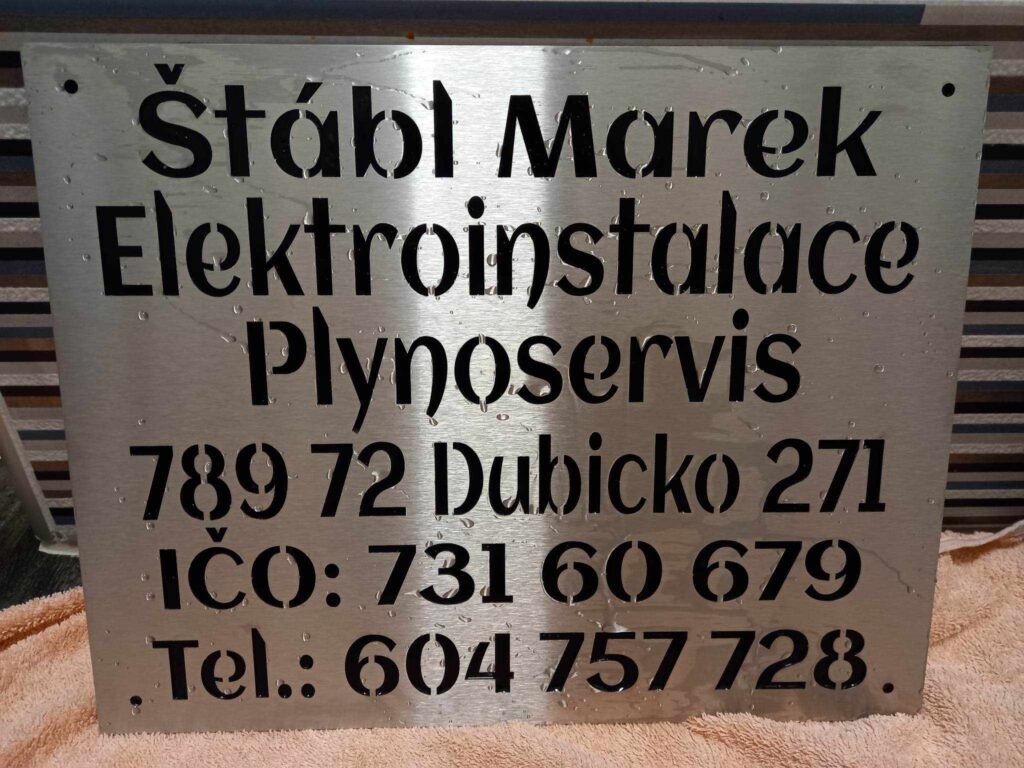 Štábl Marek
Elektroinstalace
Plynoservis
789 72 Dubicko 271
IČO: 731 60 679
Tel.: 604 757 728